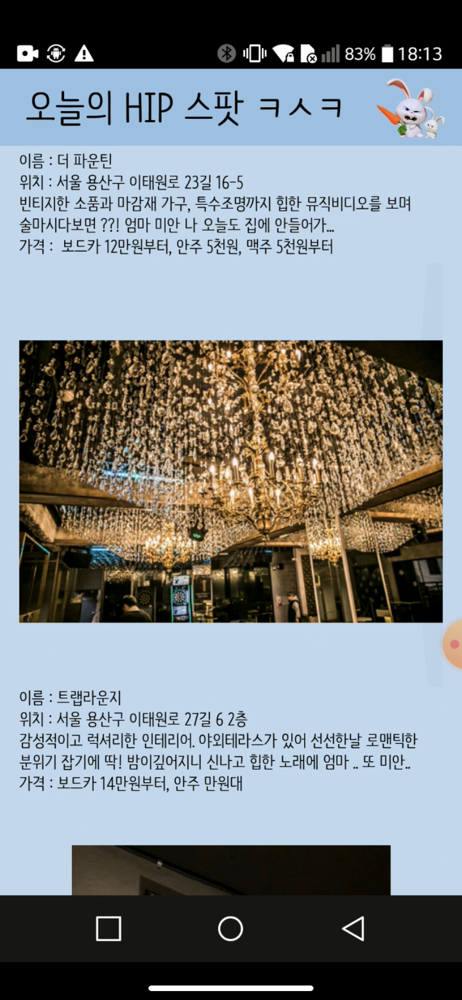 83% 18:13
오늘의 HIP 스팟 ㅋㅅㅋ
이름 : 더 파운틴
위치 : 서울 용산구 이태원로 23길 16-5
빈티지한 소품과 마감재 가구, 특수조명까지 힙한 뮤직비디오를 보며
술마시다보면 ??! 엄마 미안 나 오늘도 집에 안들어가...
가격 : 보드카 12만원부터, 안주 5천원, 맥주 5천원부터
이름 : 트랩라운지
위치 : 서울 용산구 이태원로 27길 6 2층
감성적이고 럭셔리한 인테리어. 야외테라스가 있어 선선한날 로맨틱한
분위기 잡기에 딱! 밤이깊어지니 신나고 힙한 노래에 엄마 .. 또 미안..
가격 : 보드카 14만원부터, 안주 만원대